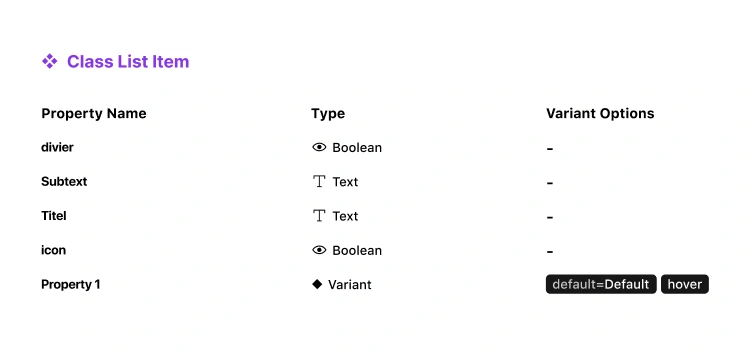 Class List Item
Property Name Type Variant Options
divier Boolean -
Subtext Text -
Titel Text -
icon Boolean -
Property 1 Variant default=Default hover